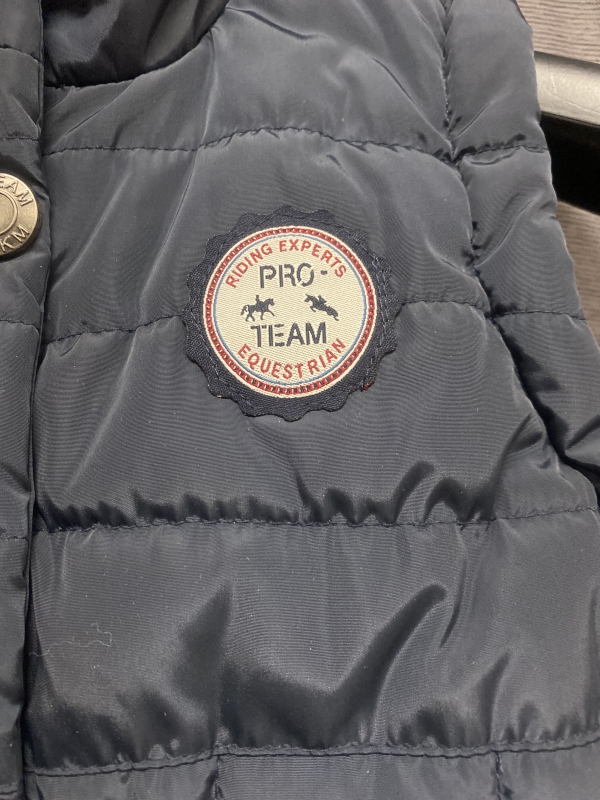 RIDING EXPERTS
PRO-
TEAM
EQUESTRIAN